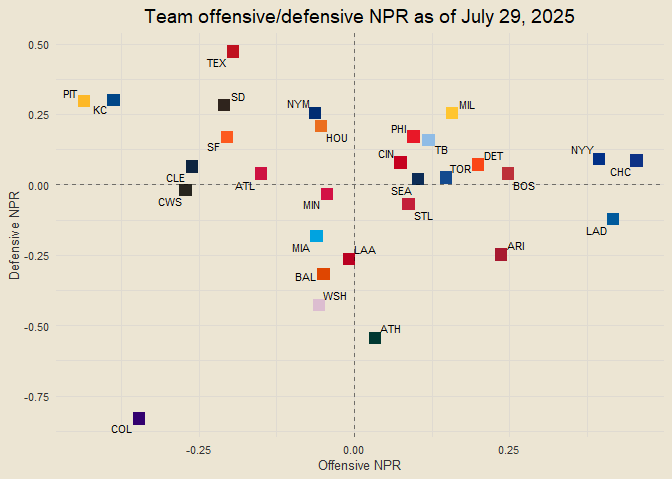 Team offensive/defensive NPR as of July 29, 2025
0.50
TEX
PIT
KC
SD
NYM
MIL
0.25
HOU
PHI
SF
TB
CIN
DET
NYY
CHC
CLE
ATL
TOR
BOS
0.00
CWS
SEA
MIN
STL
LAD
MIA
LAA
ARI
-0.25
BAL
WSH
ATH
-0.50
-0.75
COL
-0.25
0.00
0.25
Offensive NPR
Defensive NPR